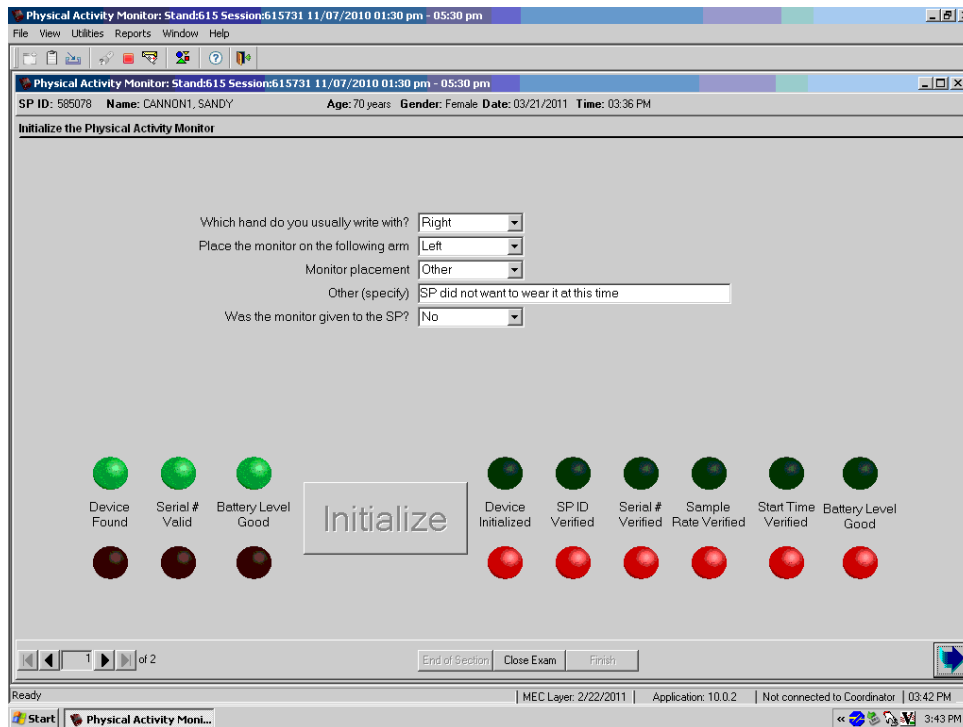 Physical Activity Monitor: Stand:615 Session:615731 11/07/2010 01:30 pm - 05:30 pm
File View Utilities Reports Window Help
Physical Activity Monitor: Stand:615 Session:615731 11/07/2010 01:30 pm - 05:30 pm
SP ID: 585078 Name: CANNON1, SANDY Age: 70 years Gender: Female Date: 03/21/2011 Time: 03:36 PM
Initialize the Physical Activity Monitor
Which hand do you usually write with? Right
Place the monitor on the following arm Left
Monitor placement Other
Other (specify) SP did not want to wear it at this time
Was the monitor given to the SP? No
Device Found
Serial # Valid
Battery Level Good
Initialize
Device Initialized
SP ID Verified
Serial # Verified
Sample Rate Verified
Start Time Verified
Battery Level Good
1 of 2
End of Section Close Exam Finish
Ready MEC Layer: 2/22/2011 Application: 10.0.2 Not connected to Coordinator 03:42 PM
Start Physical Activity Moni... « 3:43 PM